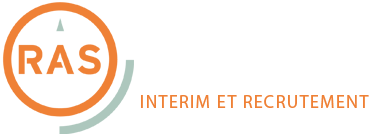 RAS
INTERIM ET RECRUTEMENT